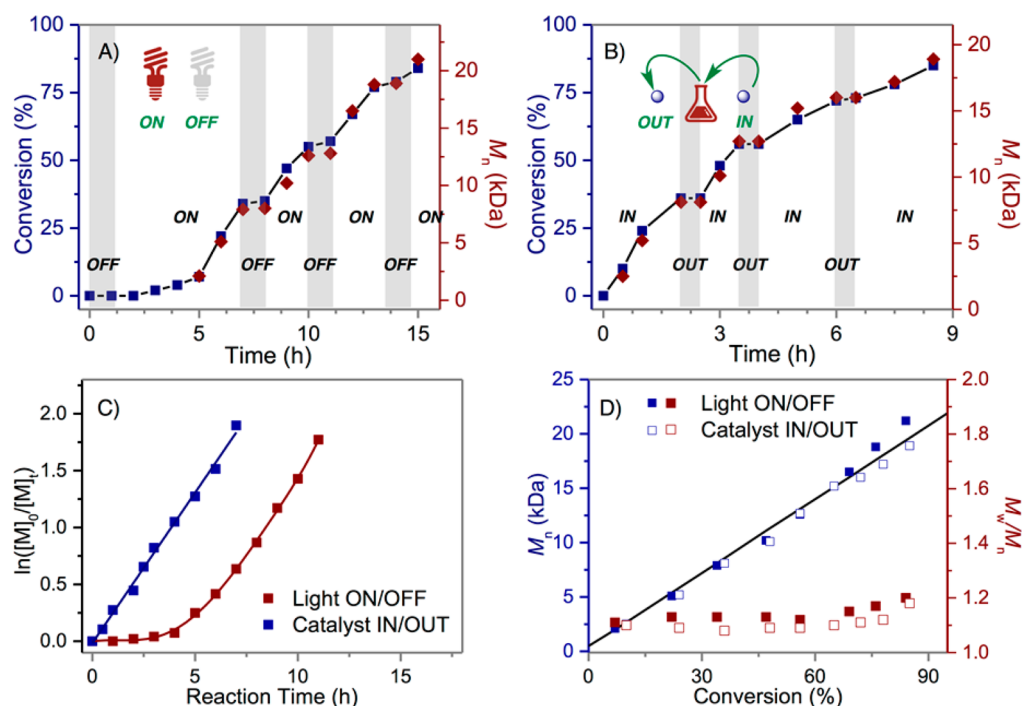 A)
ON OFF
ON ON ON ON
OFF OFF OFF OFF
100
75
50
25
0
Conversion (%)
20
15
10
5
0
Mn (kDa)
0 5 10 15
Time (h)
B)
OUT IN
IN IN IN IN
OUT OUT OUT
100
75
50
25
0
Conversion (%)
20
15
10
5
0
Mn (kDa)
0 3 6 9
Time (h)
C)
2.0
1.5
1.0
0.5
0.0
ln([M]0/[M]t)
Light ON/OFF
Catalyst IN/OUT
0 5 10 15
Reaction Time (h)
D)
Light ON/OFF
Catalyst IN/OUT
25
20
15
10
5
0
Mn (kDa)
2.0
1.8
1.6
1.4
1.2
1.0
Mw/Mn
0 30 60 90
Conversion (%)